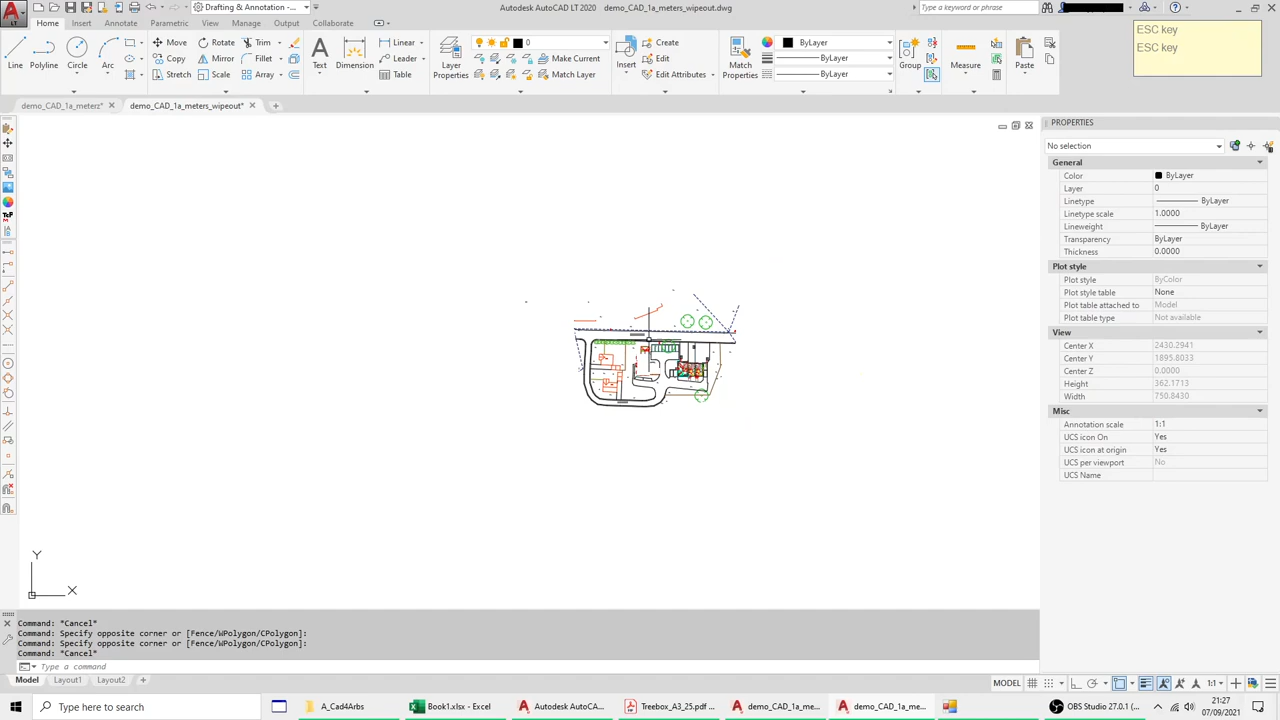 Drafting & Annotation
Autodesk AutoCAD LT 2020 demo_CAD_1a_meters_wipeout.dwg
Type a keyword or phrase
LT
Home Insert Annotate Parametric View Manage Output Collaborate
ESC key
ESC key
Line Polyline Circle Arc
Move Rotate Trim
Copy Mirror Fillet
Stretch Scale Array
Text Dimension
Linear
Leader
Table
Layer
Properties
0
Make Current
Match Layer
Insert
Create
Edit
Edit Attributes
Match
Properties
ByLayer
ByLayer
ByLayer
Group
Measure
Paste
demo_CAD_1a_meterz* demo_CAD_1a_meters_wipeout*
PROPERTIES
No selection
General
Color ByLayer
Layer 0
Linetype ByLayer
Linetype scale 1.0000
Lineweight ByLayer
Transparency ByLayer
Thickness 0.0000
Plot style
Plot style ByColor
Plot style table None
Plot table attached to Model
Plot table type Not available
View
Center X 2430.2941
Center Y 1895.8033
Center Z 0.0000
Height 362.1713
Width 750.8430
Misc
Annotation scale 1:1
UCS icon On Yes
UCS icon at origin Yes
UCS per viewport No
UCS Name
Y
X
Command: *Cancel*
Command: Specify opposite corner or [Fence/WPolygon/CPolygon]:
Command: Specify opposite corner or [Fence/WPolygon/CPolygon]:
Command: *Cancel*
Type a command
Model Layout1 Layout2
MODEL 1:1
Type here to search
A_Cad4Arbs
Book1.xlsx - Excel
Autodesk AutoCA...
Treebox_A3_25.pdf ...
demo_CAD_1a_me...
demo_CAD_1a_me...
OBS Studio 27.0.1 (...
21:27
07/09/2021